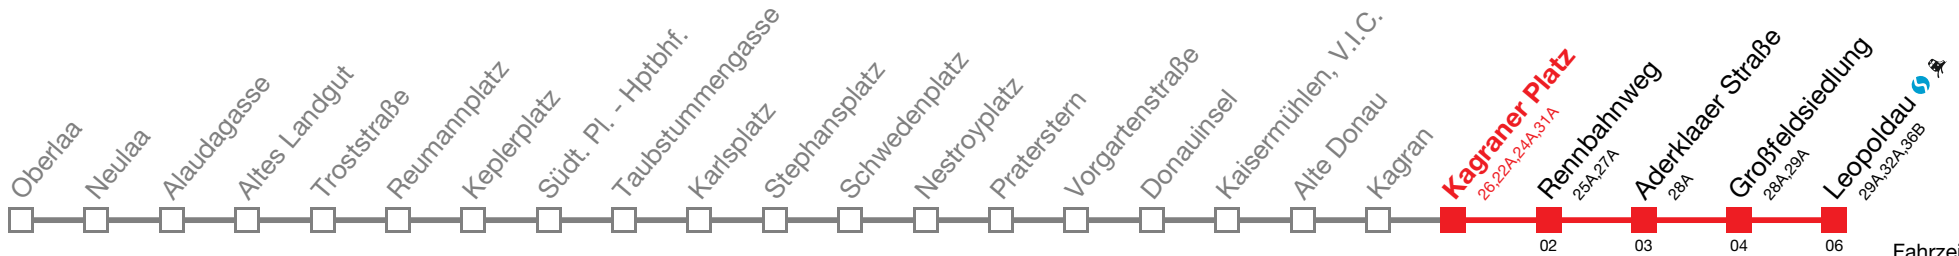 Oberlaa
Neulaa
Alaudagasse
Altes Landgut
Troststraße
Reumannplatz
Keplerplatz
Südt. Pl. - Hptbhf.
Taubstummengasse
Karlsplatz
Stephansplatz
Schwedenplatz
Nestroyplatz
Praterstern
Vorgartenstraße
Donauinsel
Kaisermühlen, V.I.C.
Alte Donau
Kagran
Kagraner Platz
26,22A,24A,31A
Rennbahnweg
25A,27A
02
Aderklaaer Straße
28A
03
Großfeldsiedlung
28A,29A
04
Leopoldau
29A,32A,36B
06
Fahrzei